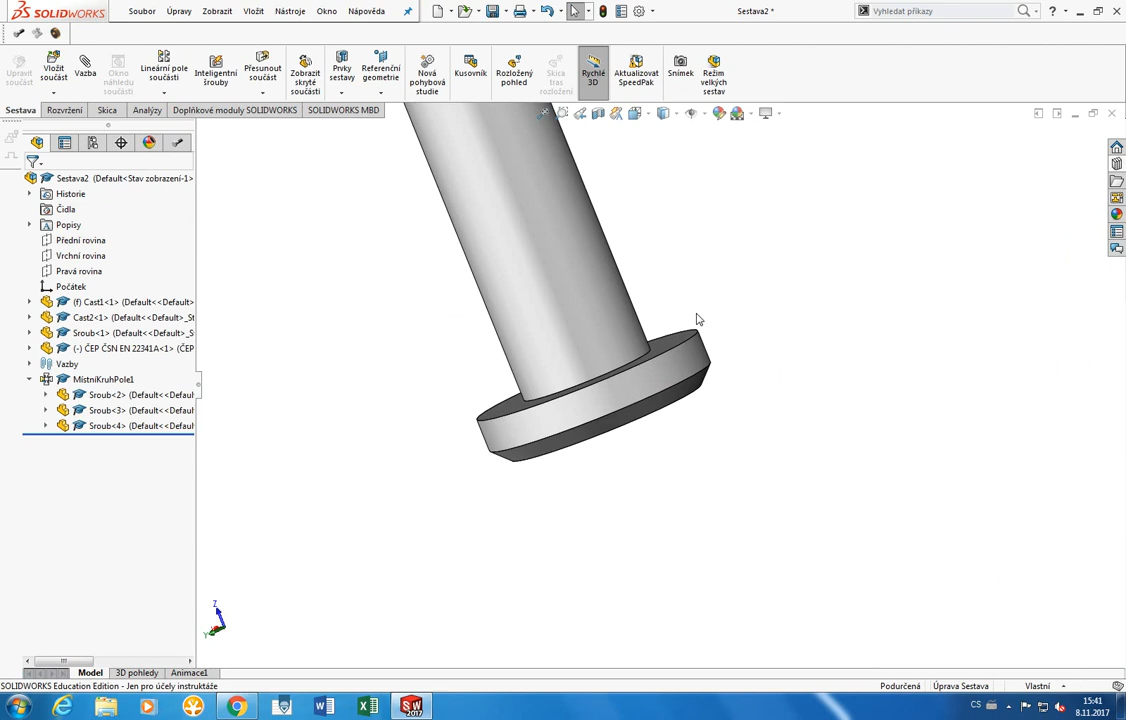 SOLIDWORKS
Soubor Úpravy Zobrazit Vložit Nástroje Okno Nápověda
Sestava2 *
Vyhledat příkazy
Upravit součást
Vložit součást
Vazba
Okno náhledu součásti
Lineární pole součásti
Inteligentní šrouby
Přesunout součást
Zobrazit skryté součásti
Prvky sestavy
Referenční geometrie
Nová pohybová studie
Kusovník
Rozložený pohled
Skica tras rozložení
Rychlé 3D
Aktualizovat SpeedPak
Snímek
Režim velkých sestav
Sestava Rozvržení Skica Analýzy Doplňkové moduly SOLIDWORKS SOLIDWORKS MBD
Sestava2 (Default<Stav zobrazení-1>
Historie
Čidla
Popisy
Přední rovina
Vrchní rovina
Pravá rovina
Počátek
(f) Cast1<1> (Default<<Default>
Cast2<1> (Default<<Default>_St
Sroub<1> (Default<<Default>_S
(-) ČEP ČSN EN 22341A<1> (ČEP
Vazby
MístníKruhPole1
Sroub<2> (Default<<Defau
Sroub<3> (Default<<Defau
Sroub<4> (Default<<Defau
Z
Y
Model 3D pohledy Animace1
SOLIDWORKS Education Edition - Jen pro účely instruktáže
Podurčená Úprava Sestava Vlastní
SW 2017
CS
15:41
8.11.2017